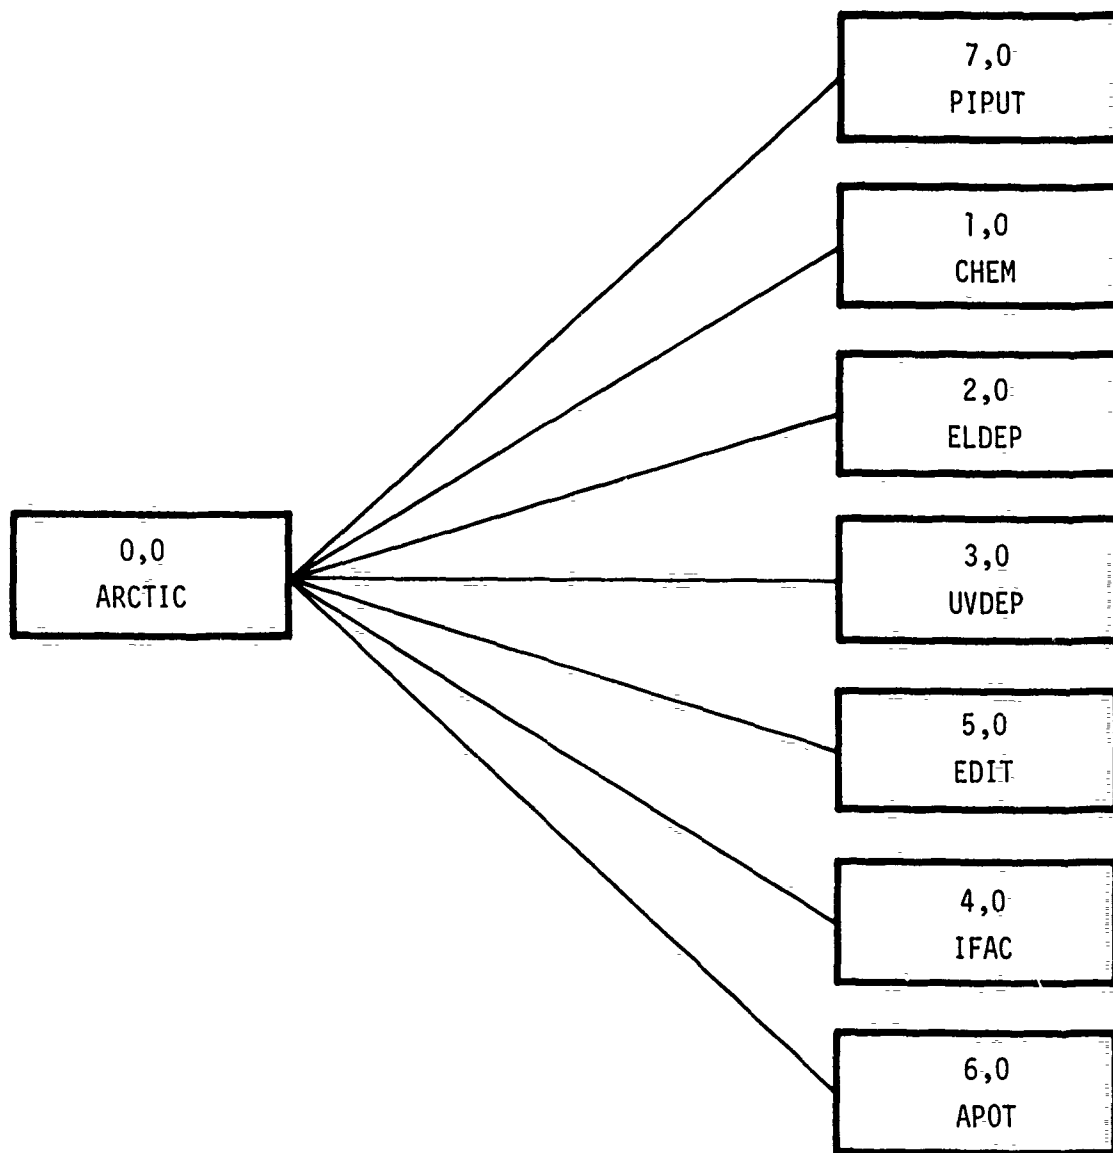 7,0
PIPUT
1,0
CHEM
2,0
ELDEP
0,0
ARCTIC
3,0
UVDEP
5,0
EDIT
4,0
IFAC
6,0
APOT